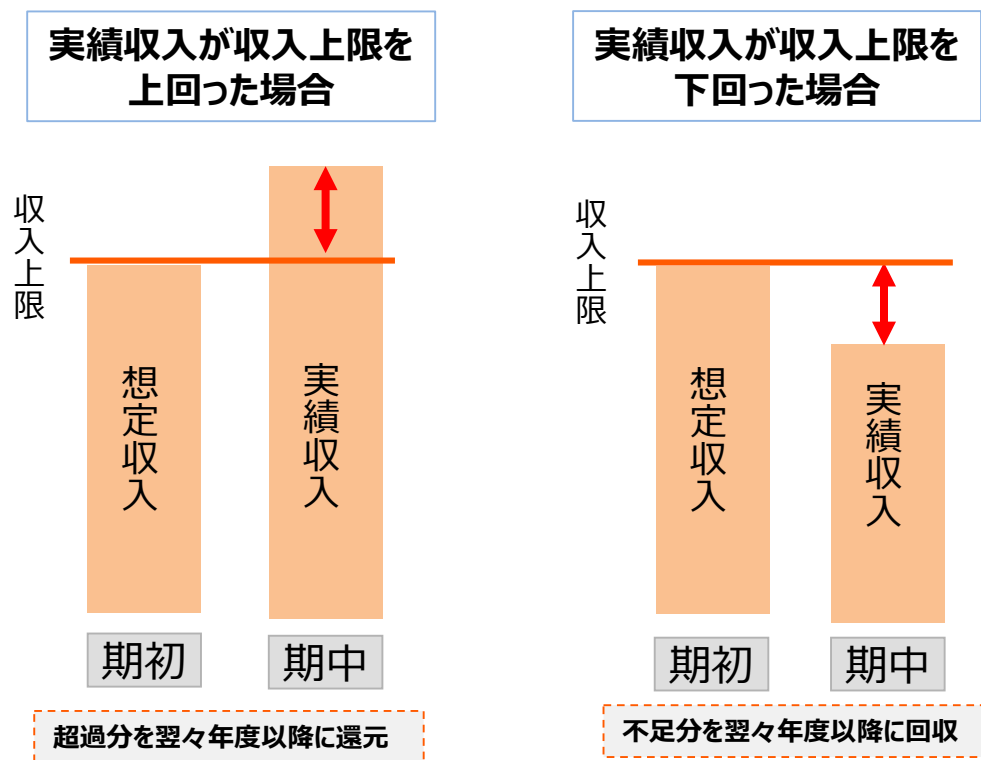 実績収入が収入上限を
上回った場合
収入上限
想定収入
実績収入
期初
期中
超過分を翌々年度以降に還元
実績収入が収入上限を
下回った場合
収入上限
想定収入
実績収入
期初
期中
不足分を翌々年度以降に回収